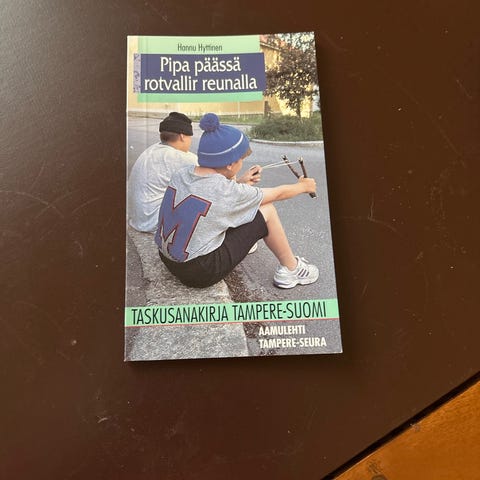 Hannu Hyttinen
Pipa päässä
rotvallir reunalla
M
TASKUSANAKIRJA TAMPERE-SUOMI
AAMULEHTI
TAMPERE-SEURA